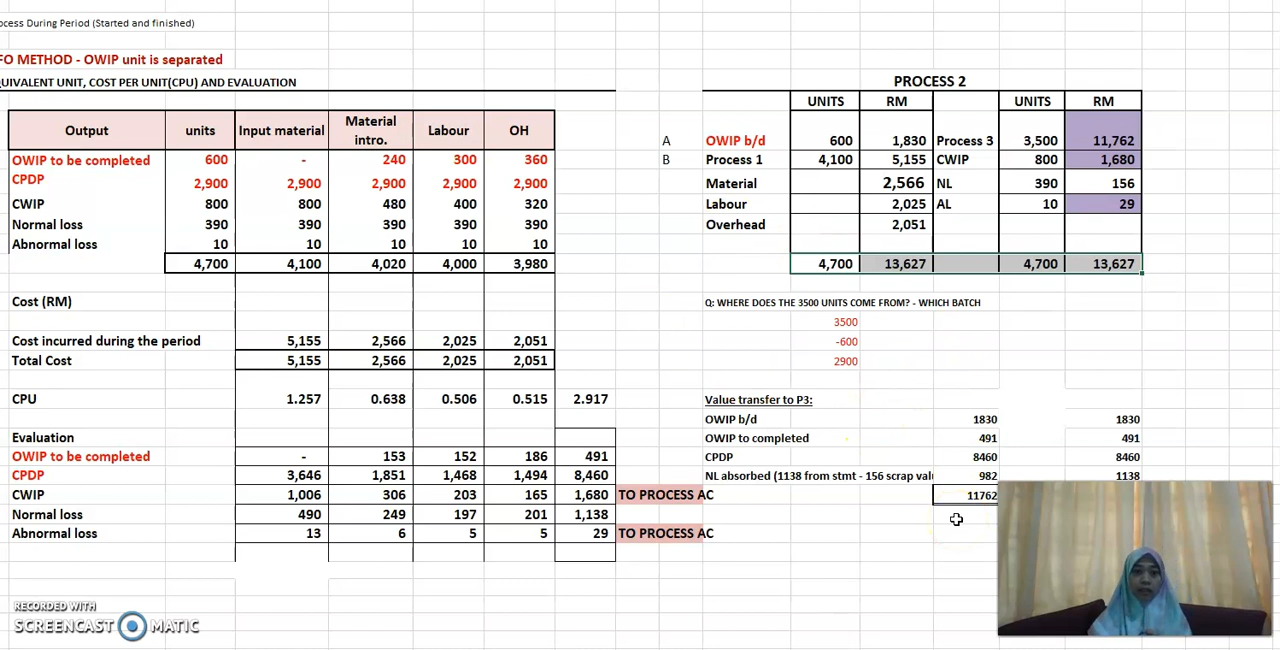 ocess During Period (Started and finished)
FO METHOD - OWIP unit is separated
QUIVALENT UNIT, COST PER UNIT(CPU) AND EVALUATION
Output units Input material Material intro. Labour OH
OWIP to be completed 600 - 240 300 360
CPDP 2,900 2,900 2,900 2,900 2,900
CWIP 800 800 480 400 320
Normal loss 390 390 390 390 390
Abnormal loss 10 10 10 10 10
4,700 4,100 4,020 4,000 3,980
Cost (RM)
Cost incurred during the period 5,155 2,566 2,025 2,051
Total Cost 5,155 2,566 2,025 2,051
CPU 1.257 0.638 0.506 0.515 2.917
Evaluation
OWIP to be completed - 153 152 186 491
CPDP 3,646 1,851 1,468 1,494 8,460
CWIP 1,006 306 203 165 1,680 TO PROCESS AC
Normal loss 490 249 197 201 1,138
Abnormal loss 13 6 5 5 29 TO PROCESS AC
PROCESS 2
UNITS RM UNITS RM
A OWIP b/d 600 1,830 Process 3 3,500 11,762
B Process 1 4,100 5,155 CWIP 800 1,680
Material 2,566 NL 390 156
Labour 2,025 AL 10 29
Overhead 2,051
4,700 13,627 4,700 13,627
Q: WHERE DOES THE 3500 UNITS COME FROM? - WHICH BATCH
3500
-600
2900
Value transfer to P3:
OWIP b/d 1830 1830
OWIP to completed 491 491
CPDP 8460 8460
NL absorbed (1138 from stmt - 156 scrap valu 982 1138
11762
RECORDED WITH
SCREENCAST MATIC